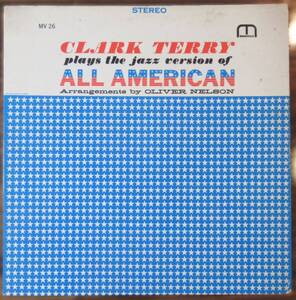 STEREO
MV 26
CLARK TERRY
plays the jazz version of
ALL AMERICAN
Arrangements by OLIVER NELSON